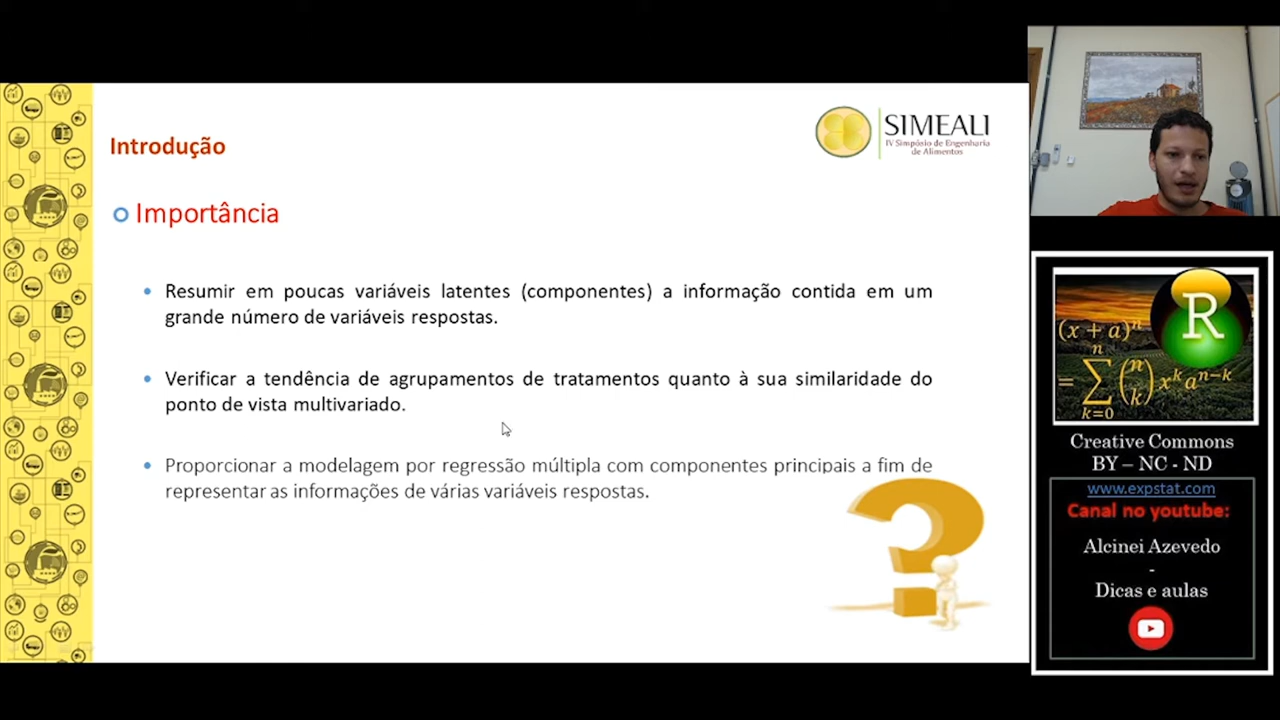 Introdução
SIMEALI
IV Simpósio de Engenharia
de Alimentos
Importância
Resumir em poucas variáveis latentes (componentes) a informação contida em um
grande número de variáveis respostas.
Verificar a tendência de agrupamentos de tratamentos quanto à sua similaridade do
ponto de vista multivariado.
Proporcionar a modelagem por regressão múltipla com componentes principais a fim de
representar as informações de várias variáveis respostas.
?
R
(x + a)^n
= ∑_{k=0}^{n} (n k) x^k a^{n-k}
Creative Commons
BY – NC - ND
www.expstat.com
Canal no youtube:
Alcinei Azevedo
-
Dicas e aulas